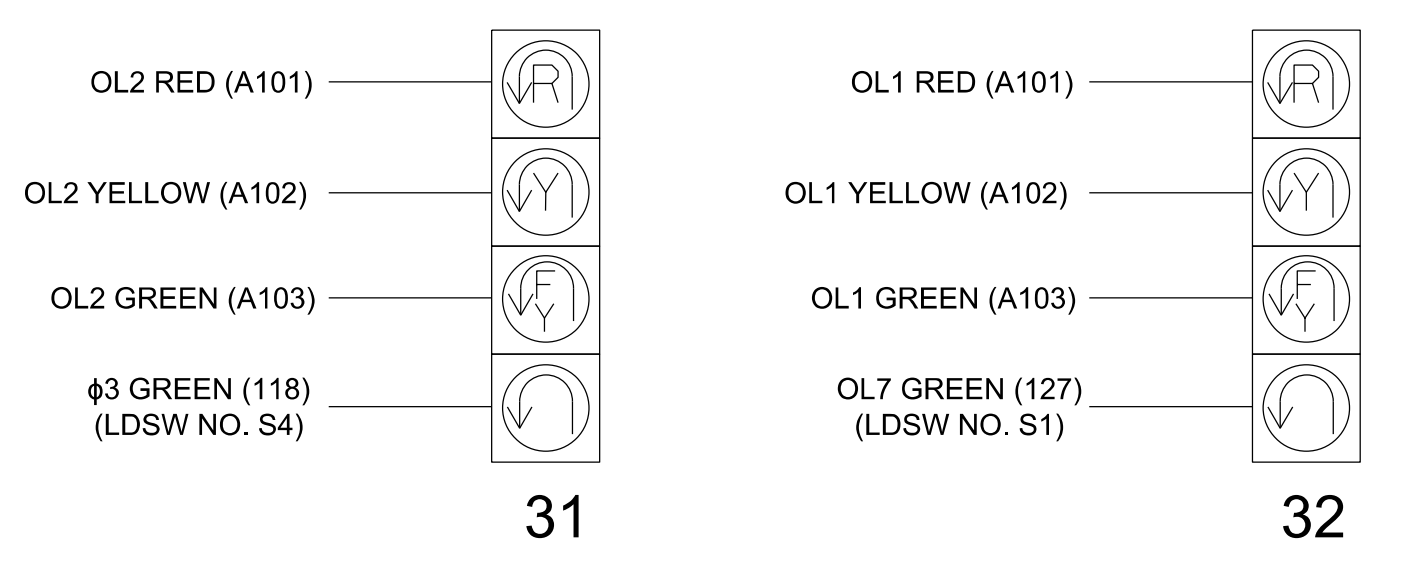 OL2 RED (A101)
R
OL2 YELLOW (A102)
Y
OL2 GREEN (A103)
F
Y
ϕ3 GREEN (118)
(LDSW NO. S4)
31
OL1 RED (A101)
R
OL1 YELLOW (A102)
Y
OL1 GREEN (A103)
F
Y
OL7 GREEN (127)
(LDSW NO. S1)
32